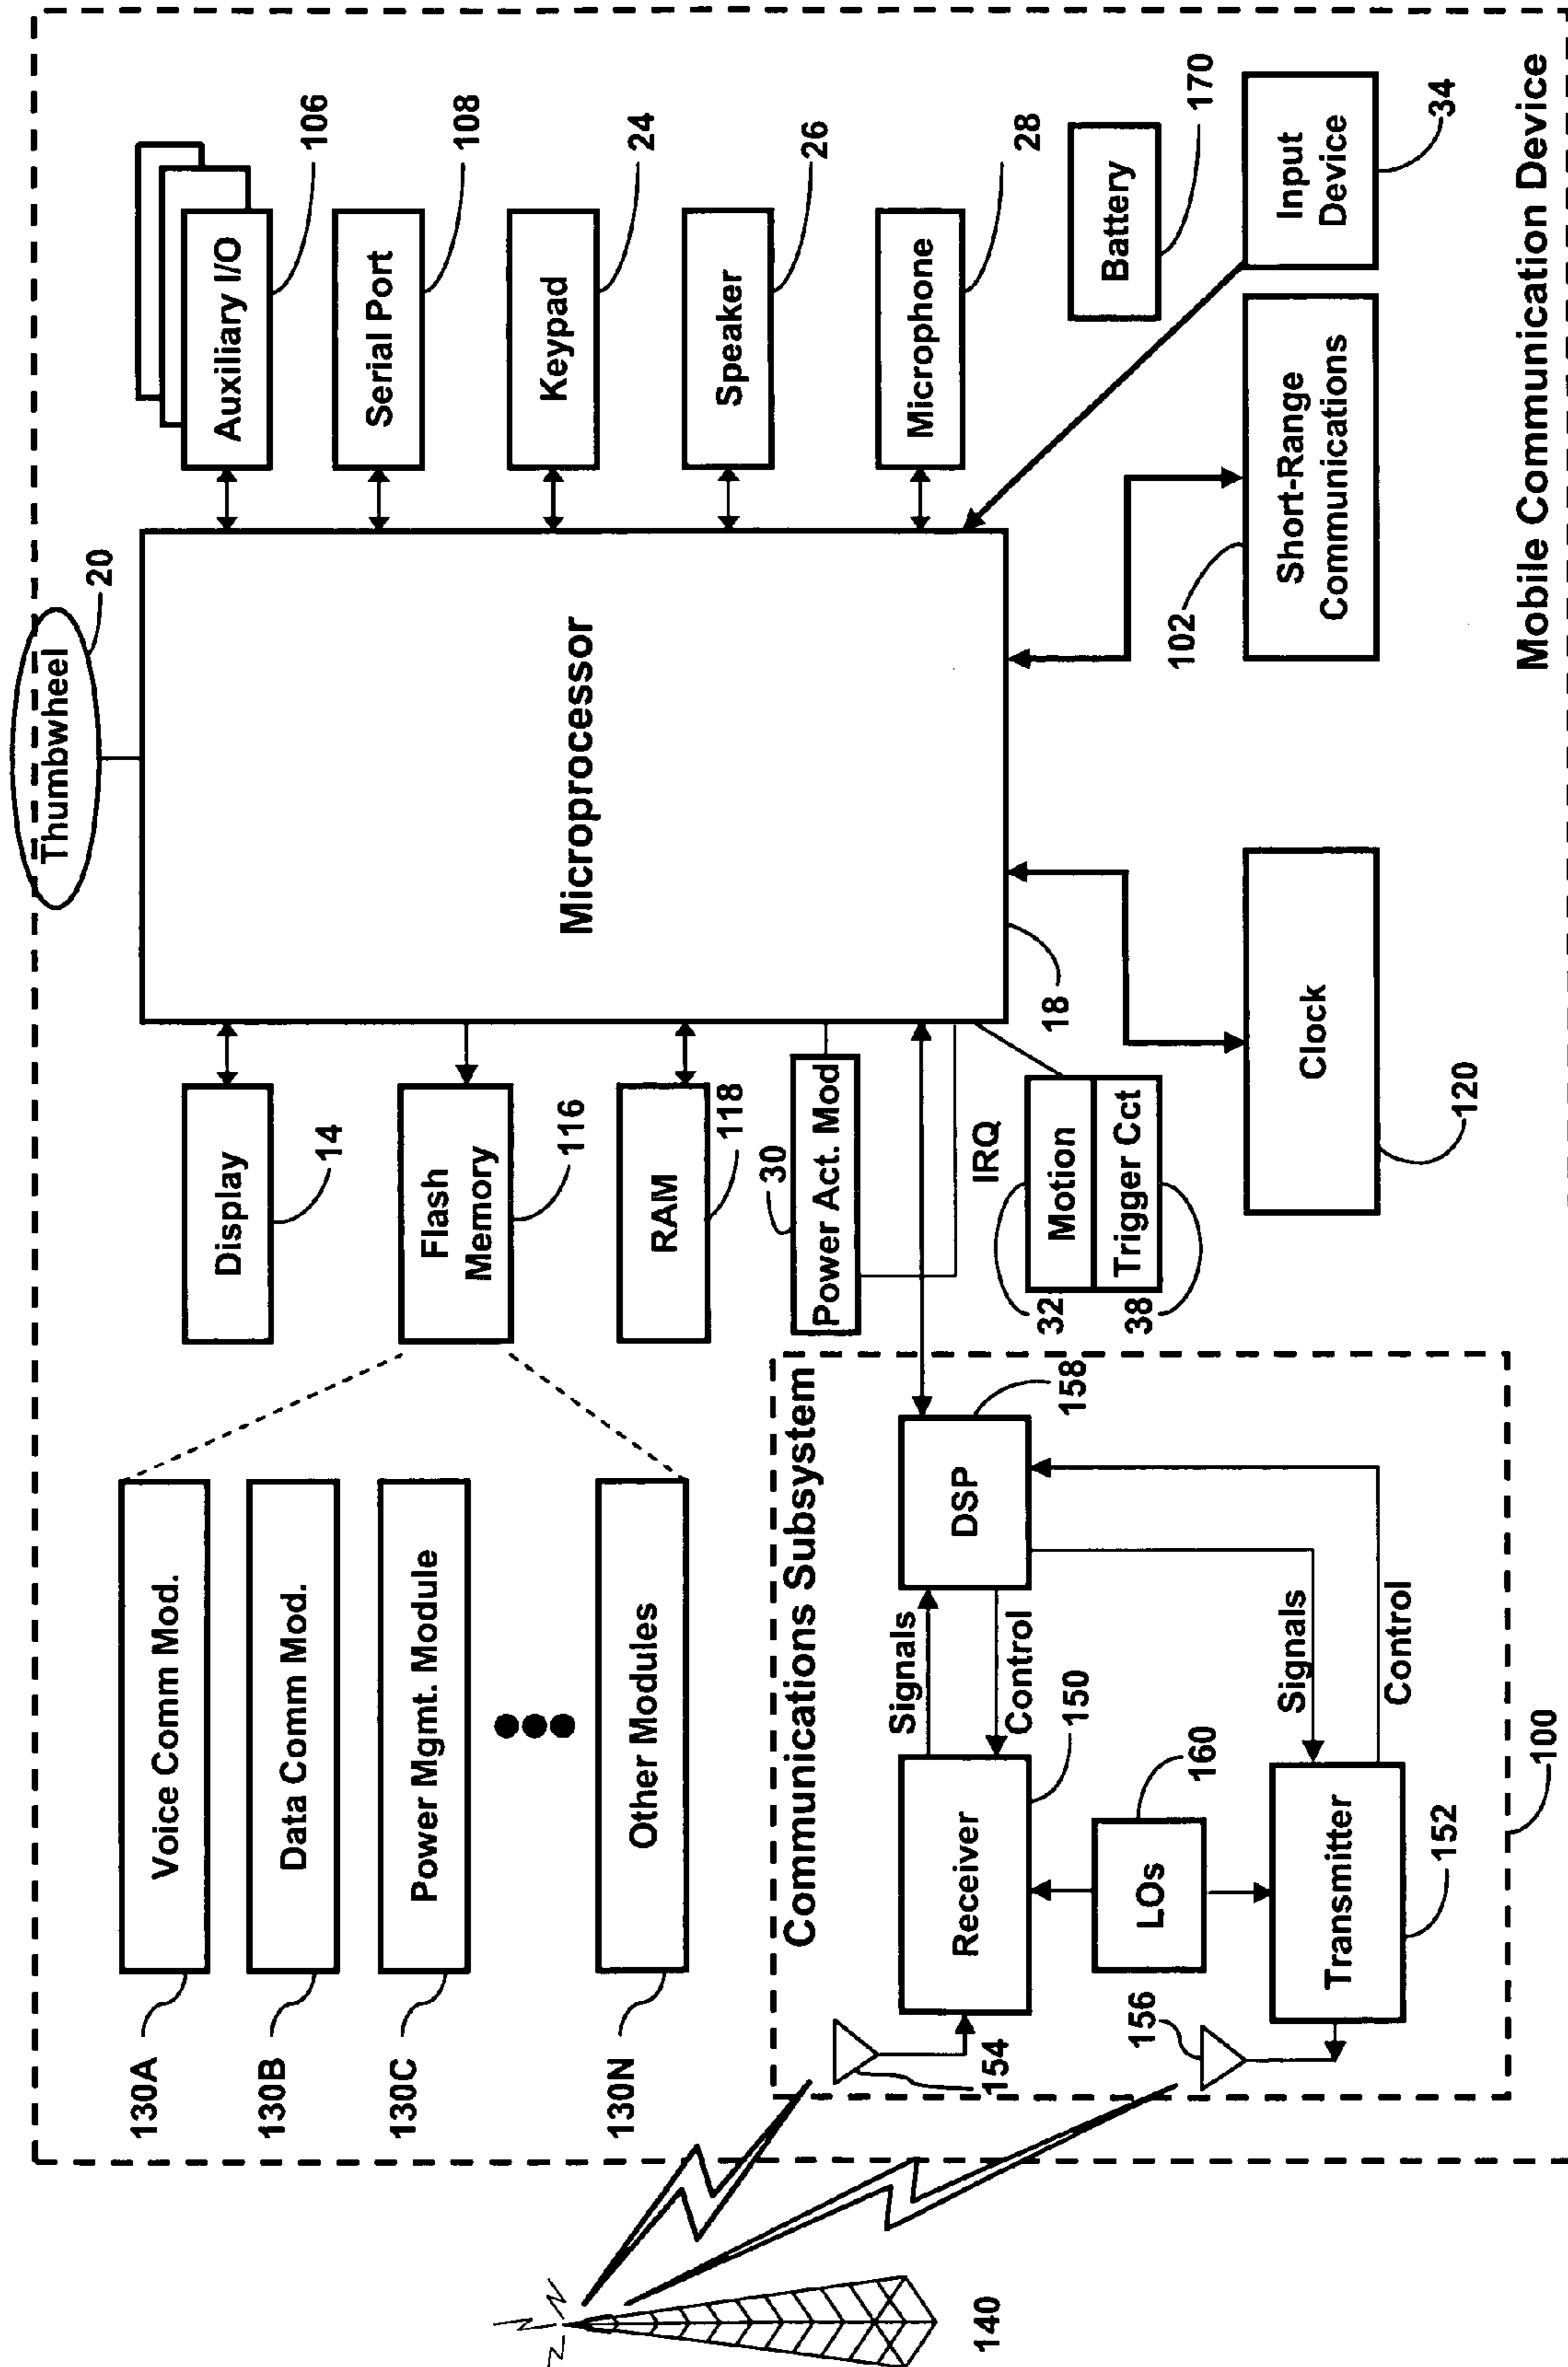 Thumbwheel
20
Display
14
Flash
Memory
116
RAM
118
30
Power Act. Mod
IRQ
32
Motion
Trigger Cct
38
Microprocessor
18
Auxiliary I/O
106
Serial Port
108
Keypad
24
Speaker
26
Microphone
28
Battery
170
Input
Device
34
Short-Range
Communications
102
Clock
120
Mobile Communication Device
130A
Voice Comm Mod.
130B
Data Comm Mod.
130C
Power Mgmt. Module
130N
Other Modules
Communications Subsystem
154
Receiver
150
Signals
Control
DSP
158
LOs
160
156
Transmitter
152
Signals
Control
100
140